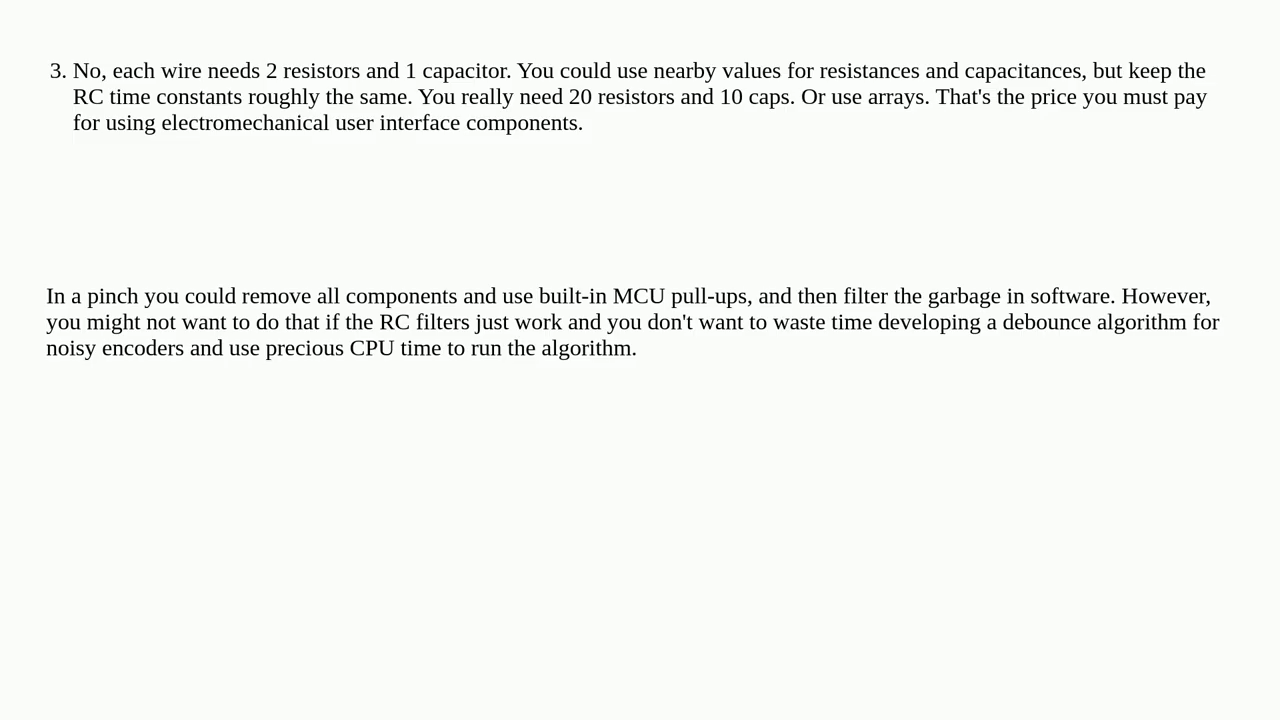 3. No, each wire needs 2 resistors and 1 capacitor. You could use nearby values for resistances and capacitances, but keep the
RC time constants roughly the same. You really need 20 resistors and 10 caps. Or use arrays. That's the price you must pay
for using electromechanical user interface components.
In a pinch you could remove all components and use built-in MCU pull-ups, and then filter the garbage in software. However,
you might not want to do that if the RC filters just work and you don't want to waste time developing a debounce algorithm for
noisy encoders and use precious CPU time to run the algorithm.